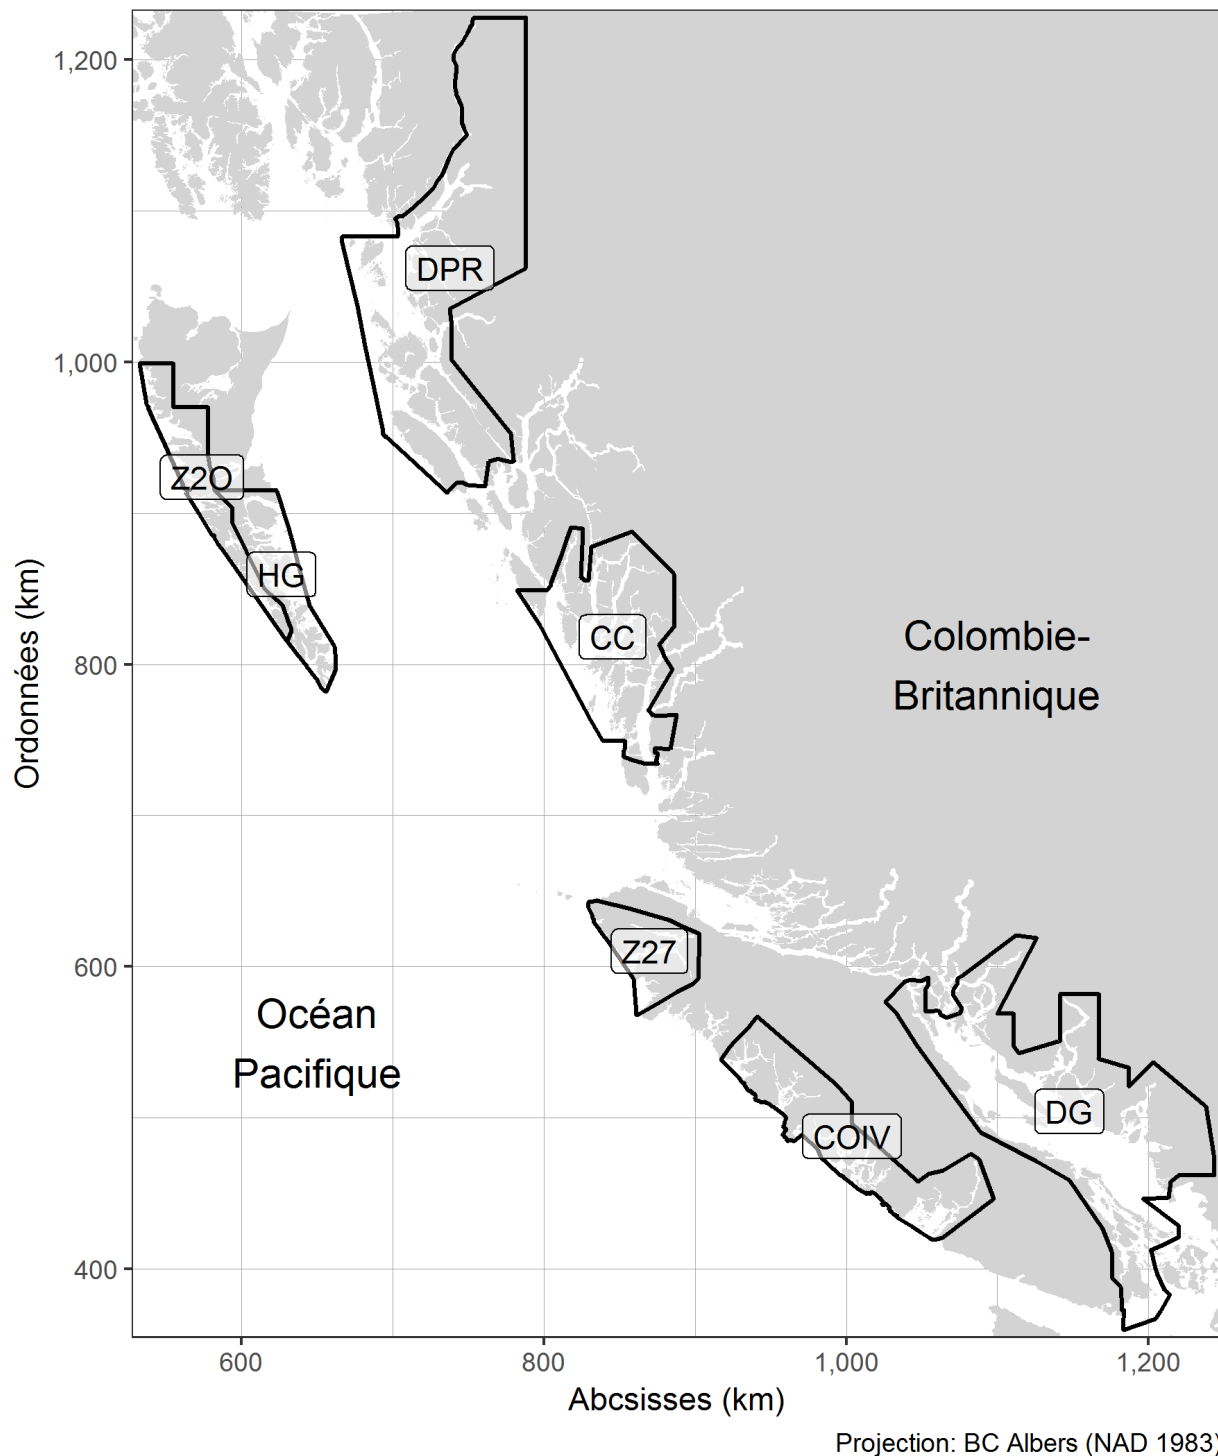 1,200
1,000
800
600
400
Ordonnées (km)
DPR
Z2O
HG
CC
Colombie-
Britannique
Z27
Océan
Pacifique
DG
COIV
600
800
1,000
1,200
Abcsisses (km)
Projection: BC Albers (NAD 1983)